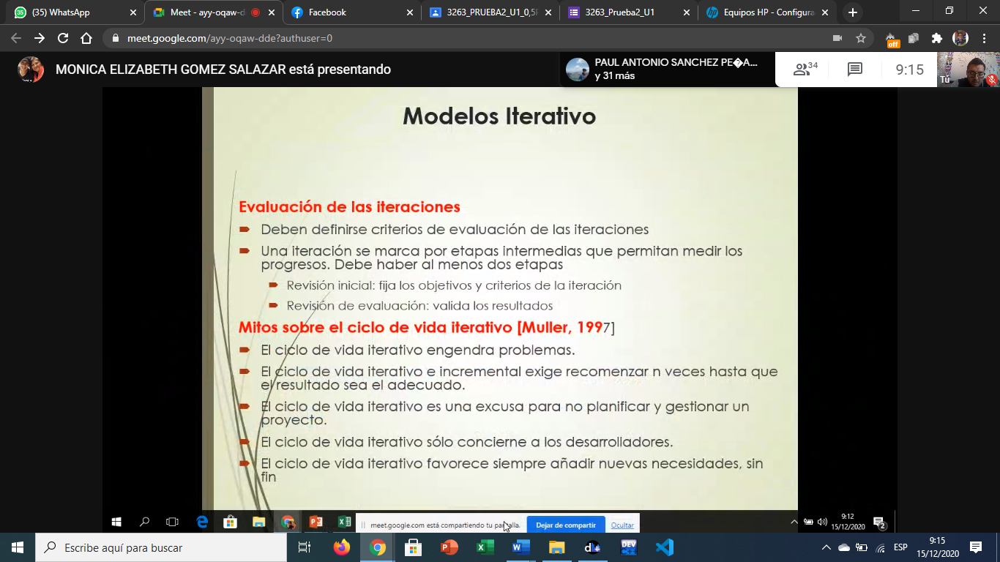 (35) WhatsApp
Meet - ayy-oqaw-d
Facebook
3263_PRUEBA2_U1_0,5P
3263_Prueba2_U1
Equipos HP - Configura
meet.google.com/ayy-oqaw-dde?authuser=0
off
MONICA ELIZABETH GOMEZ SALAZAR está presentando
PAUL ANTONIO SANCHEZ PE�A...
y 31 más
34
9:15
Tú
Modelos Iterativo
Evaluación de las iteraciones
Deben definirse criterios de evaluación de las iteraciones
Una iteración se marca por etapas intermedias que permitan medir los
progresos. Debe haber al menos dos etapas
Revisión inicial: fija los objetivos y criterios de la iteración
Revisión de evaluación: valida los resultados
Mitos sobre el ciclo de vida iterativo [Muller, 1997]
El ciclo de vida iterativo engendra problemas.
El ciclo de vida iterativo e incremental exige recomenzar n veces hasta que
el resultado sea el adecuado.
El ciclo de vida iterativo es una excusa para no planificar y gestionar un
proyecto.
El ciclo de vida iterativo sólo concierne a los desarrolladores.
El ciclo de vida iterativo favorece siempre añadir nuevas necesidades, sin
fin
meet.google.com está compartiendo tu pantalla.
Dejar de compartir
Ocultar
9:12
15/12/2020
2
Escribe aquí para buscar
DEV
ESP
9:15
15/12/2020